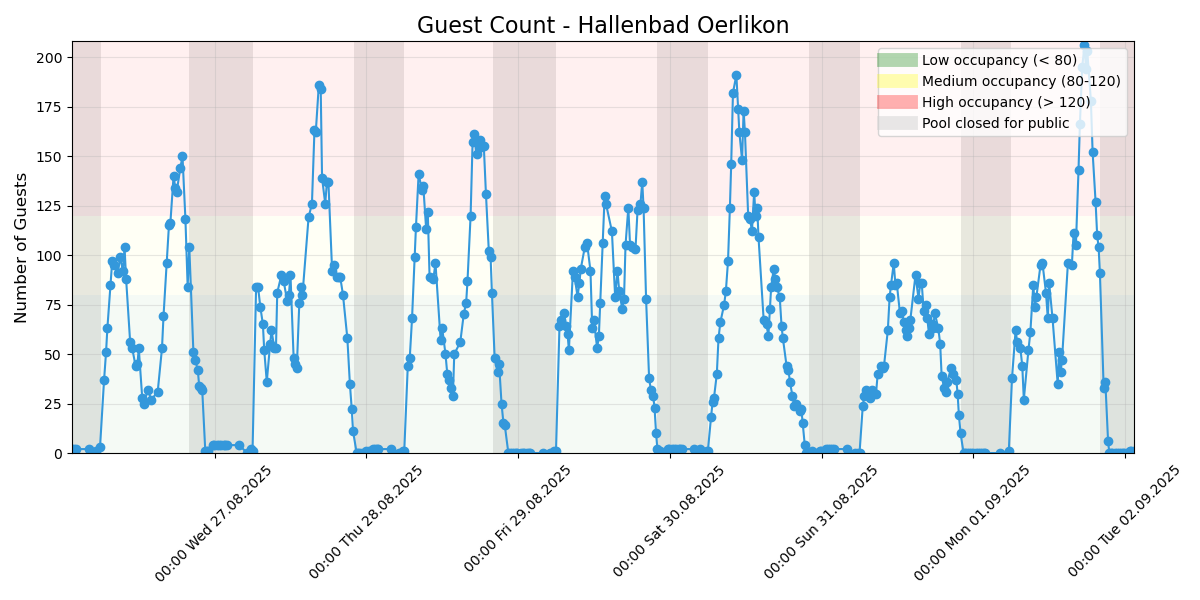 Guest Count - Hallenbad Oerlikon
Number of Guests
200
175
150
125
100
75
50
25
0
Low occupancy (< 80)
Medium occupancy (80-120)
High occupancy (> 120)
Pool closed for public
00:00 Wed 27.08.2025
00:00 Thu 28.08.2025
00:00 Fri 29.08.2025
00:00 Sat 30.08.2025
00:00 Sun 31.08.2025
00:00 Mon 01.09.2025
00:00 Tue 02.09.2025